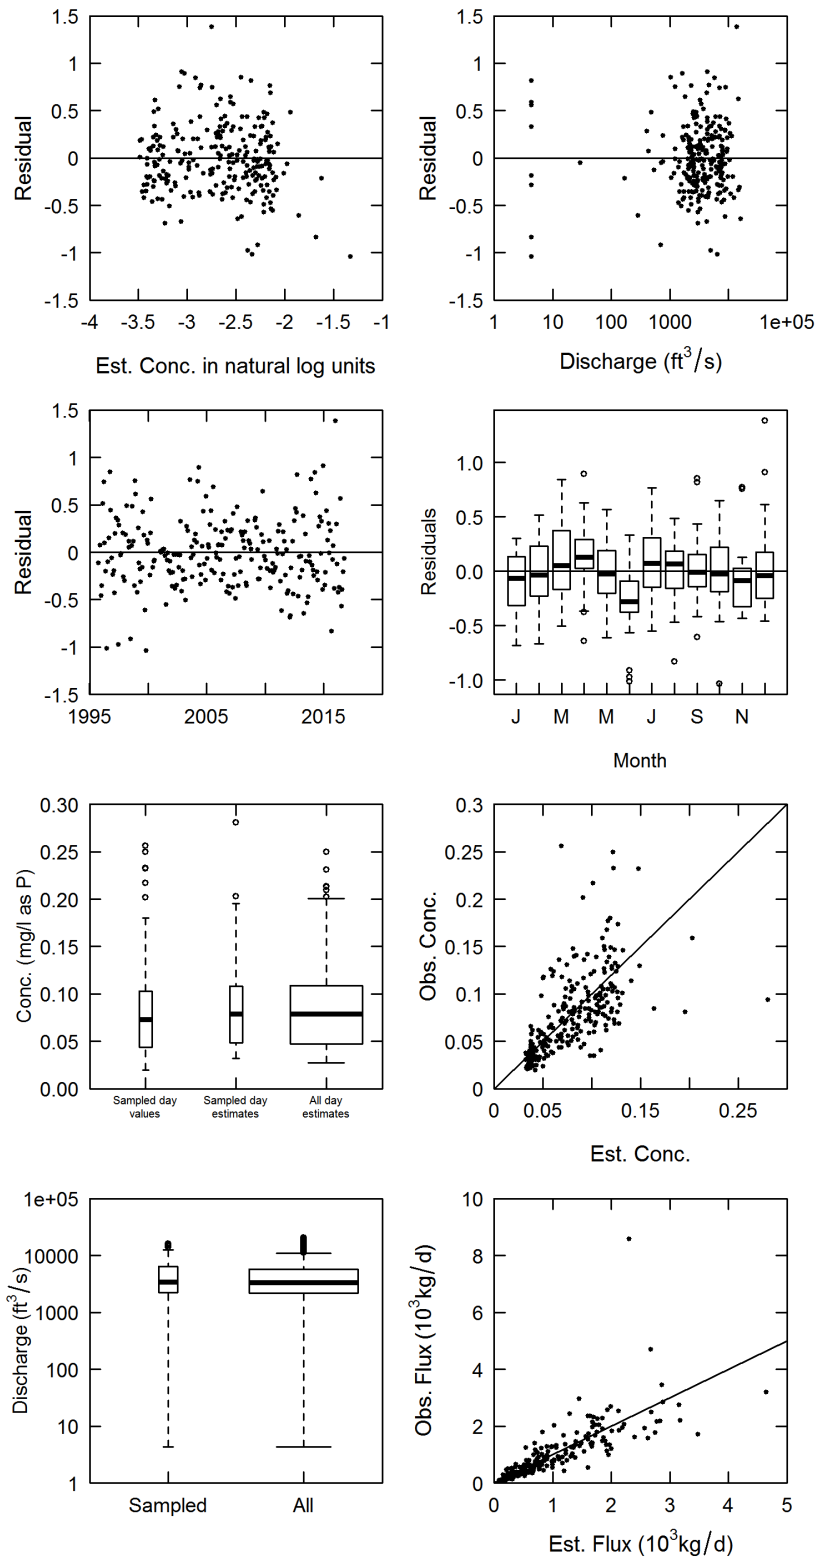 1.5
1
0.5
0
-0.5
-1
-1.5
Residual
-4 -3.5 -3 -2.5 -2 -1.5 -1
Est. Conc. in natural log units
1.5
1
0.5
0
-0.5
-1
-1.5
Residual
1 10 100 1000 1e+05
Discharge (ft³/s)
1.5
1
0.5
0
-0.5
-1
-1.5
Residual
1995 2005 2015
1.0
0.5
0.0
-0.5
-1.0
Residuals
J M M J S N
Month
0.30
0.25
0.20
0.15
0.10
0.05
0.00
Conc. (mg/l as P)
Sampled day values
Sampled day estimates
All day estimates
0.3
0.25
0.2
0.15
0.1
0.05
0
Obs. Conc.
0 0.05 0.15 0.25
Est. Conc.
1e+05
10000
1000
100
10
1
Discharge (ft³/s)
Sampled All
10
8
6
4
2
0
Obs. Flux (10³kg/d)
0 1 2 3 4 5
Est. Flux (10³kg/d)